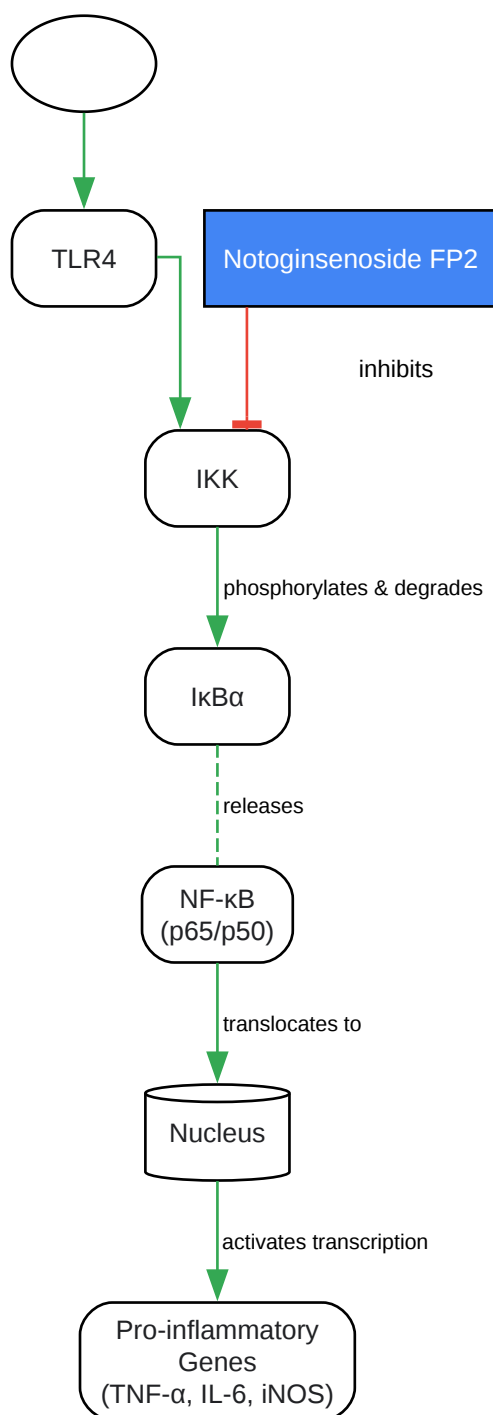 TLR4
Notoginsenoside FP2
inhibits
IKK
phosphorylates & degrades
IκBα
releases
NF-κB
(p65/p50)
translocates to
Nucleus
activates transcription
Pro-inflammatory
Genes
(TNF-α, IL-6, iNOS)